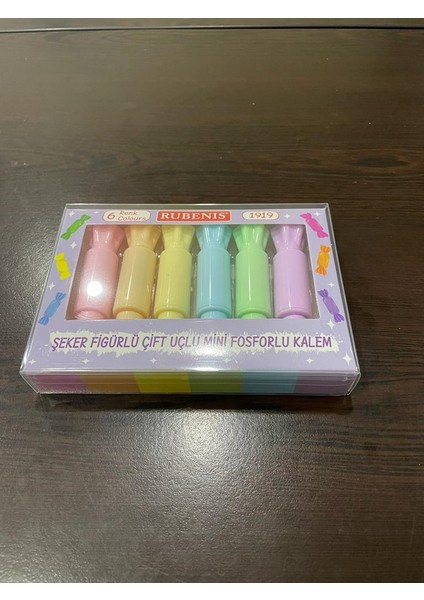 6 Renk
Colours
RUBENIS
1919
ŞEKER FİGÜRLÜ ÇİFT UÇLU MİNİ FOSFORLU KALEM